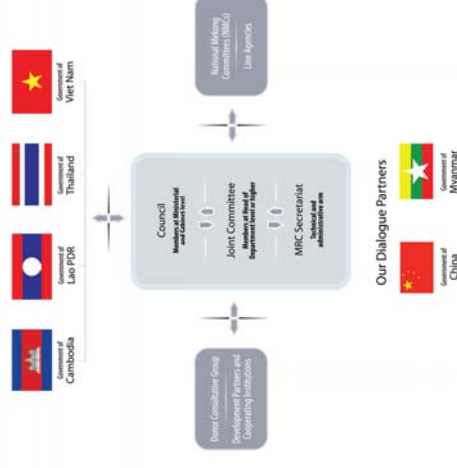 Government of
Cambodia
Government of
Lao PDR
Government of
Thailand
Government of
Viet Nam
Donor Consultative Group
Development Partners and
Cooperating Institutions
Council
Members at Ministerial
and Cabinet level
Joint Committee
Members at Head of
Department level or higher
MRC Secretariat
Technical and
administrative arm
National Mekong
Committees (NMCs)
Line Agencies
Our Dialogue Partners
Government of
China
Government of
Myanmar